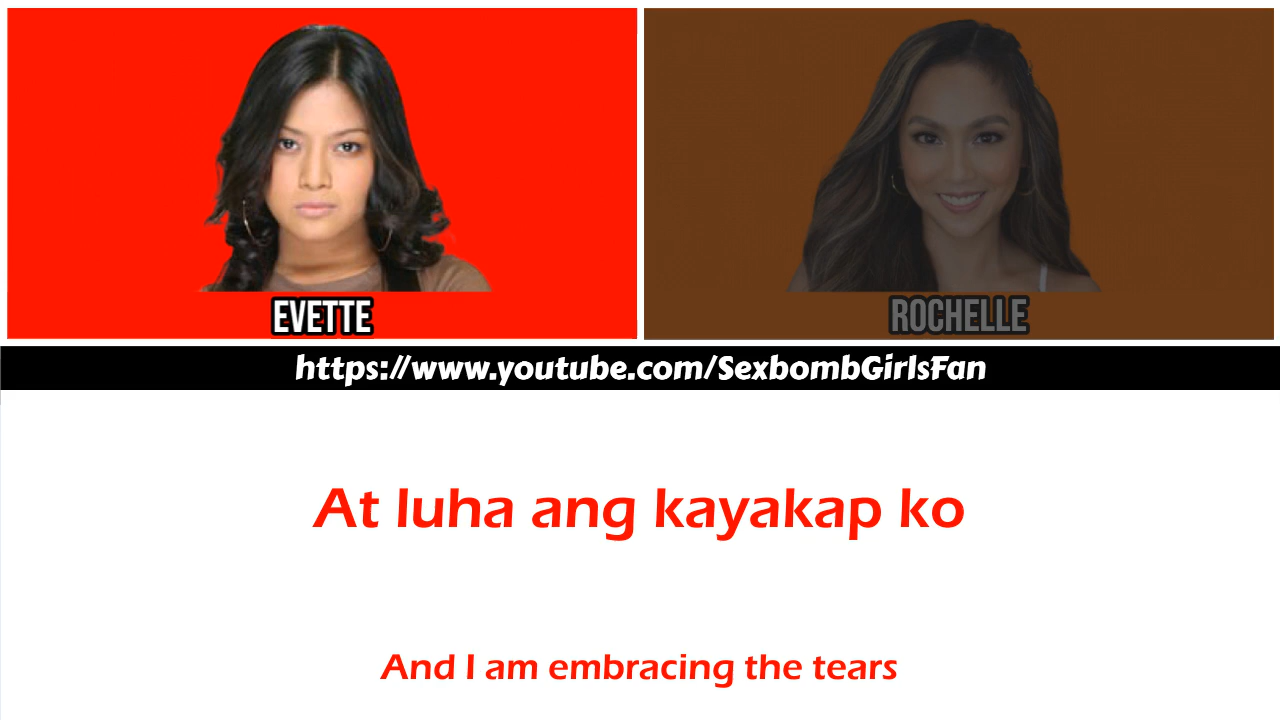 EVETTE
ROCHELLE
https://www.youtube.com/SexbombGirlsFan
At luha ang kayakap ko
And I am embracing the tears